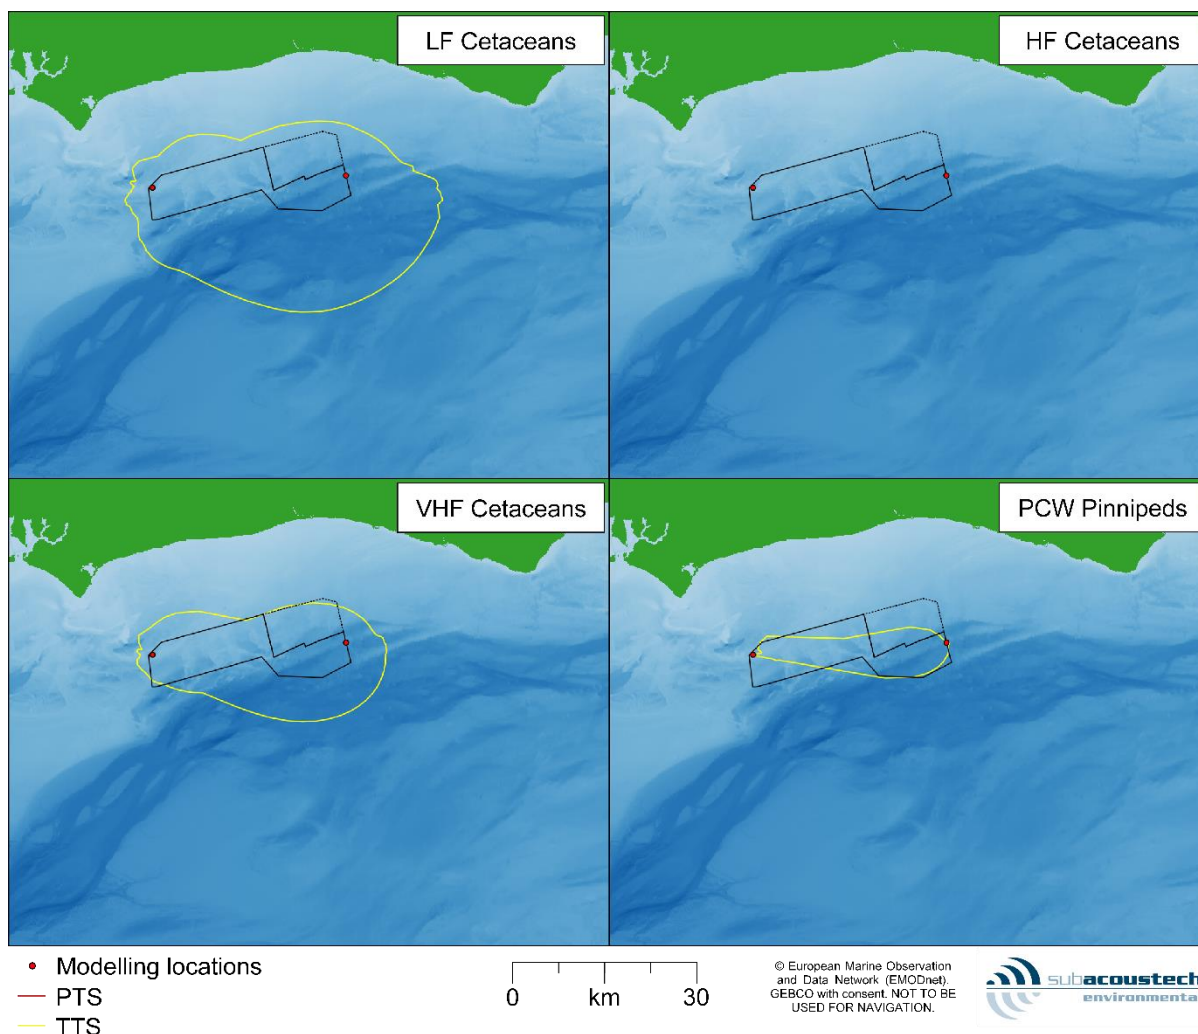 LF Cetaceans
HF Cetaceans
VHF Cetaceans
PCW Pinnipeds
Modelling locations
PTS
TTS
0 km 30
© European Marine Observation
and Data Network (EMODnet).
GEBCO with consent. NOT TO BE
USED FOR NAVIGATION.
subacoustech
environmenta